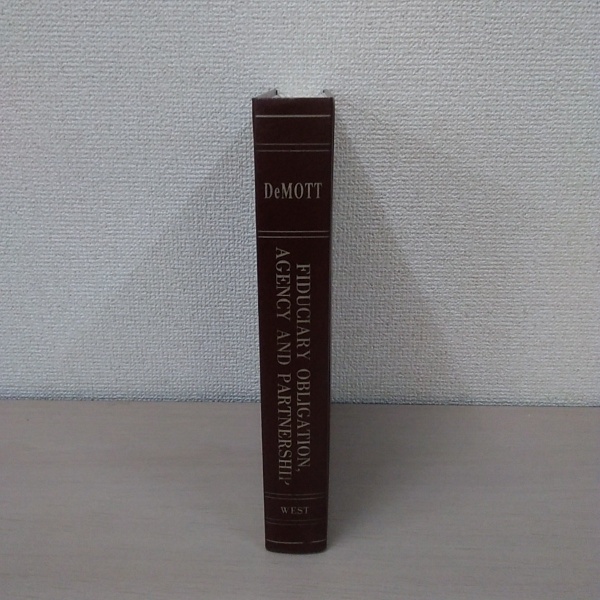 DeMOTT
FIDUCIARY OBLIGATION,
AGENCY AND PARTNERSHIP
WEST